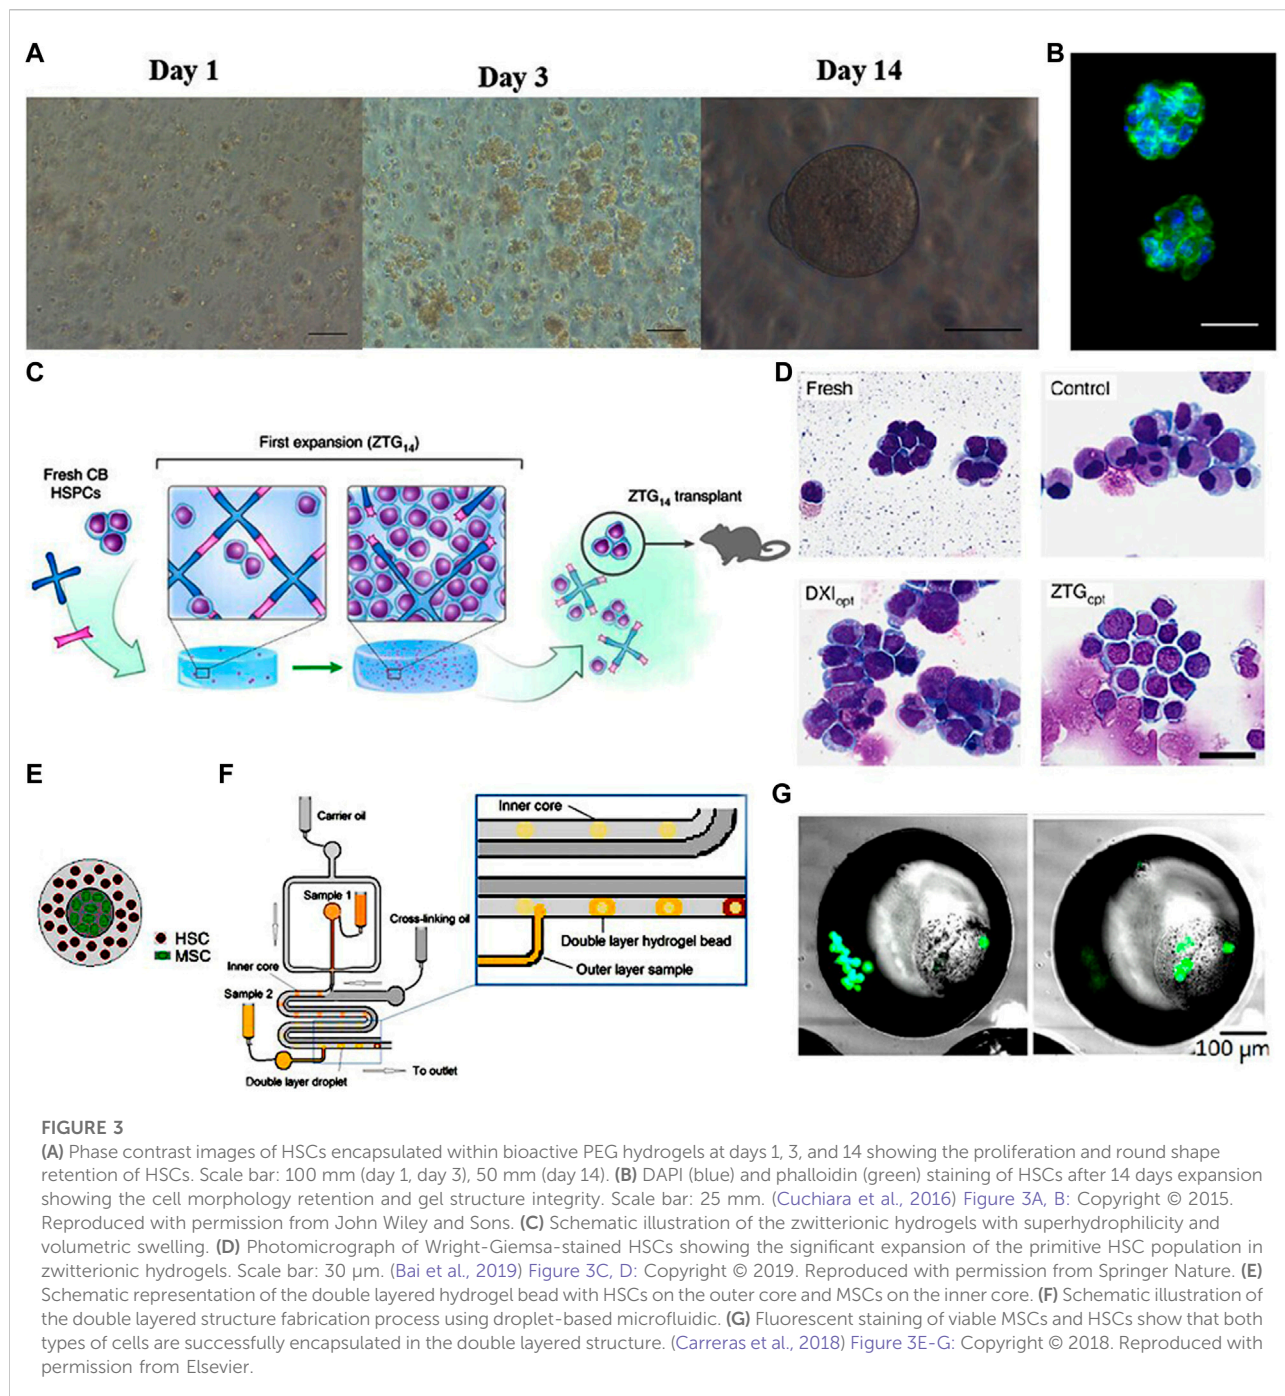 A
Day 1
Day 3
Day 14
B
C
First expansion (ZTG14)
Fresh CB
HSPCs
ZTG14 transplant
D
Fresh
Control
DXIopt
ZTGcpt
E
HSC
MSC
F
Carrier oil
Sample 1
Cross-linking oil
Inner core
Sample 2
Double layer droplet
To outlet
Inner core
Double layer hydrogel bead
Outer layer sample
G
100 µm
FIGURE 3
(A) Phase contrast images of HSCs encapsulated within bioactive PEG hydrogels at days 1, 3, and 14 showing the proliferation and round shape
retention of HSCs. Scale bar: 100 mm (day 1, day 3), 50 mm (day 14). (B) DAPI (blue) and phalloidin (green) staining of HSCs after 14 days expansion
showing the cell morphology retention and gel structure integrity. Scale bar: 25 mm. (Cuchiara et al., 2016) Figure 3A, B: Copyright © 2015.
Reproduced with permission from John Wiley and Sons. (C) Schematic illustration of the zwitterionic hydrogels with superhydrophilicity and
volumetric swelling. (D) Photomicrograph of Wright-Giemsa-stained HSCs showing the significant expansion of the primitive HSC population in
zwitterionic hydrogels. Scale bar: 30 µm. (Bai et al., 2019) Figure 3C, D: Copyright © 2019. Reproduced with permission from Springer Nature. (E)
Schematic representation of the double layered hydrogel bead with HSCs on the outer core and MSCs on the inner core. (F) Schematic illustration of
the double layered structure fabrication process using droplet-based microfluidic. (G) Fluorescent staining of viable MSCs and HSCs show that both
types of cells are successfully encapsulated in the double layered structure. (Carreras et al., 2018) Figure 3E-G: Copyright © 2018. Reproduced with
permission from Elsevier.